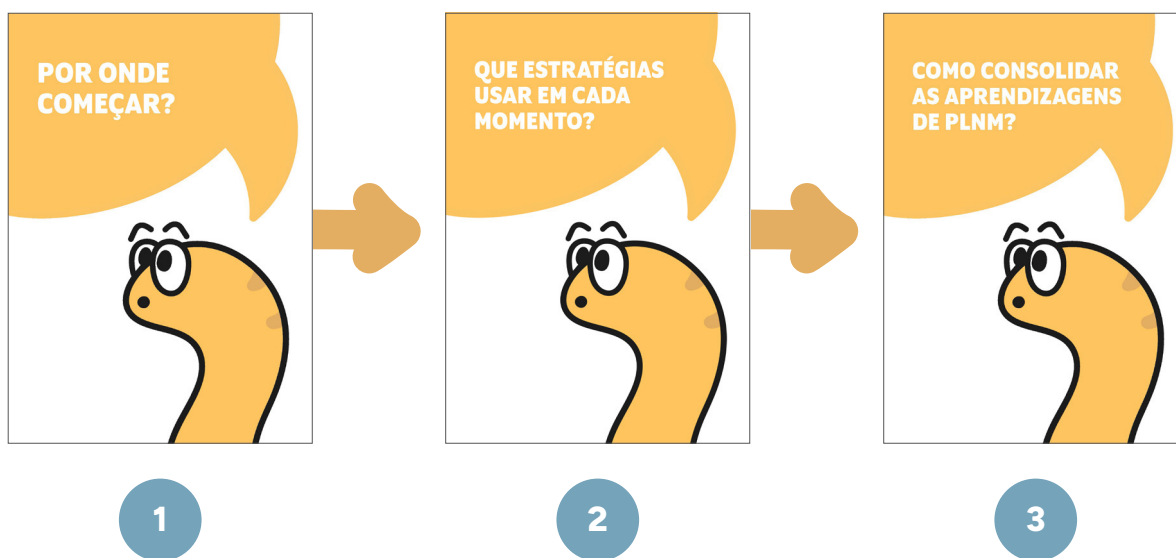 POR ONDE
COMEÇAR?
QUE ESTRATÉGIAS
USAR EM CADA
MOMENTO?
COMO CONSOLIDAR
AS APRENDIZAGENS
DE PLNM?
1
2
3